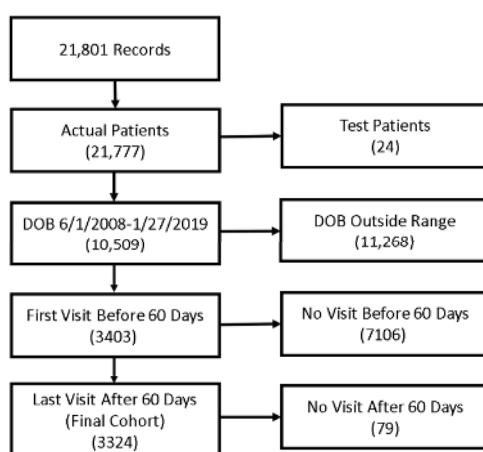 21,801 Records
Actual Patients
(21,777)
Test Patients
(24)
DOB 6/1/2008-1/27/2019
(10,509)
DOB Outside Range
(11,268)
First Visit Before 60 Days
(3403)
No Visit Before 60 Days
(7106)
Last Visit After 60 Days
(Final Cohort)
(3324)
No Visit After 60 Days
(79)